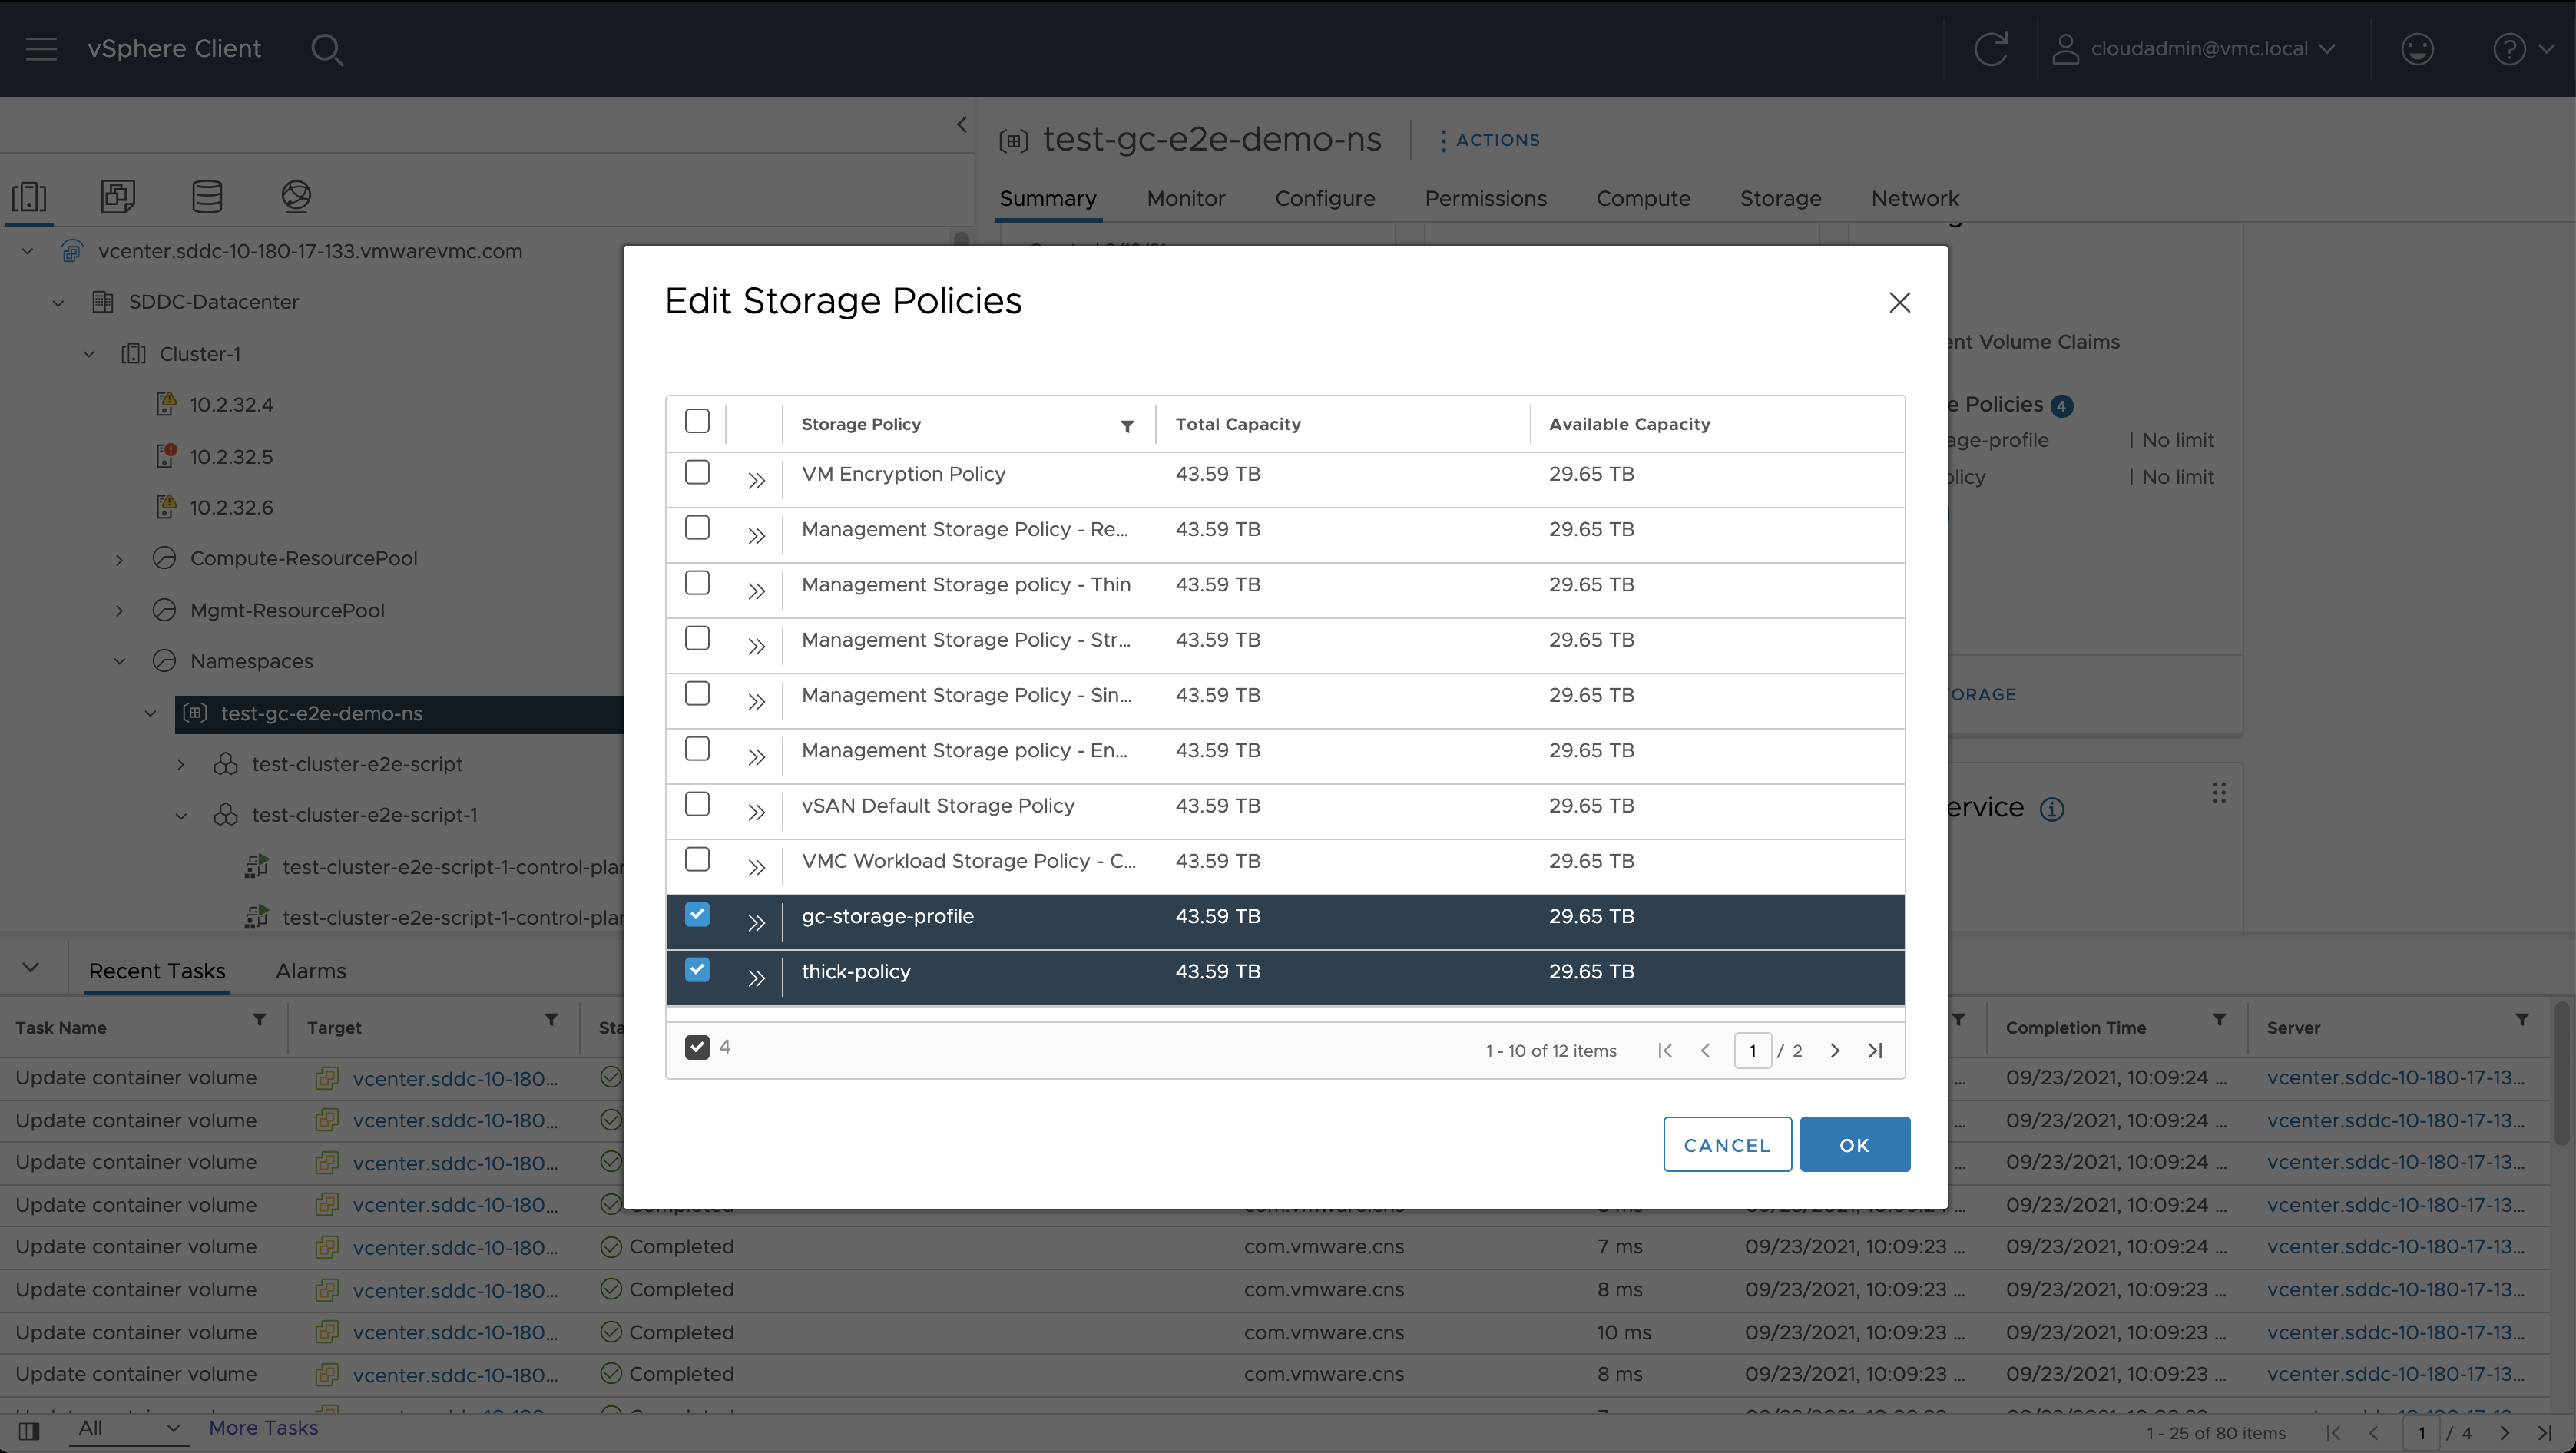 vSphere Client
cloudadmin@vmc.local
test-gc-e2e-demo-ns
ACTIONS
Summary Monitor Configure Permissions Compute Storage Network
vcenter.sddc-10-180-17-133.vmwarevmc.com
SDDC-Datacenter
Cluster-1
10.2.32.4
10.2.32.5
10.2.32.6
Compute-ResourcePool
Mgmt-ResourcePool
Namespaces
test-gc-e2e-demo-ns
test-cluster-e2e-script
test-cluster-e2e-script-1
test-cluster-e2e-script-1-control-plan
test-cluster-e2e-script-1-control-plan
Edit Storage Policies
Storage Policy Total Capacity Available Capacity
VM Encryption Policy 43.59 TB 29.65 TB
Management Storage Policy - Re... 43.59 TB 29.65 TB
Management Storage policy - Thin 43.59 TB 29.65 TB
Management Storage Policy - Str... 43.59 TB 29.65 TB
Management Storage Policy - Sin... 43.59 TB 29.65 TB
Management Storage policy - En... 43.59 TB 29.65 TB
vSAN Default Storage Policy 43.59 TB 29.65 TB
VMC Workload Storage Policy - C... 43.59 TB 29.65 TB
gc-storage-profile 43.59 TB 29.65 TB
thick-policy 43.59 TB 29.65 TB
4 1 - 10 of 12 items 1 / 2
CANCEL OK
ent Volume Claims
e Policies 4
age-profile | No limit
olicy | No limit
ORAGE
ervice
Recent Tasks Alarms
Task Name Target Sta Completion Time Server
Update container volume vcenter.sddc-10-180... ... 09/23/2021, 10:09:24 ... vcenter.sddc-10-180-17-13...
Update container volume vcenter.sddc-10-180... ... 09/23/2021, 10:09:24 ... vcenter.sddc-10-180-17-13...
Update container volume vcenter.sddc-10-180... ... 09/23/2021, 10:09:24 ... vcenter.sddc-10-180-17-13...
Update container volume vcenter.sddc-10-180... Completed com.vmware.cns ... 09/23/2021, 10:09:24 ... vcenter.sddc-10-180-17-13...
Update container volume vcenter.sddc-10-180... Completed com.vmware.cns 7 ms 09/23/2021, 10:09:23 ... 09/23/2021, 10:09:24 ... vcenter.sddc-10-180-17-13...
Update container volume vcenter.sddc-10-180... Completed com.vmware.cns 8 ms 09/23/2021, 10:09:23 ... 09/23/2021, 10:09:23 ... vcenter.sddc-10-180-17-13...
Update container volume vcenter.sddc-10-180... Completed com.vmware.cns 10 ms 09/23/2021, 10:09:23 ... 09/23/2021, 10:09:23 ... vcenter.sddc-10-180-17-13...
Update container volume vcenter.sddc-10-180... Completed com.vmware.cns 8 ms 09/23/2021, 10:09:23 ... 09/23/2021, 10:09:23 ... vcenter.sddc-10-180-17-13...
All More Tasks 1 - 25 of 80 items 1 / 4